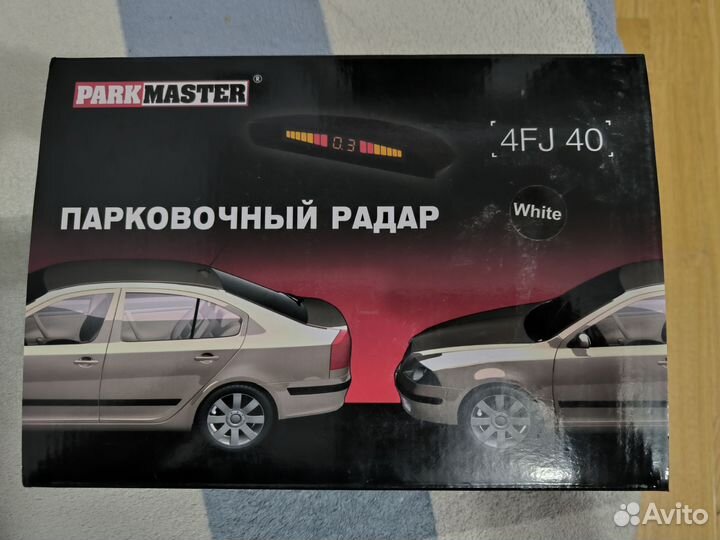 PARKMASTER ®
4FJ 40
0.3
ПАРКОВОЧНЫЙ РАДАР
White
Avito